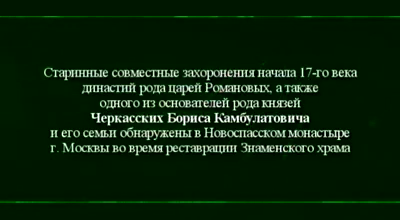 Старинные совместные захоронения начала 17-го века
династий рода царей Романовых, а также
одного из основателей рода князей
Черкасских Бориса Камбулатовича
и его семьи обнаружены в Новоспасском монастыре
г. Москвы во время реставрации Знаменского храма